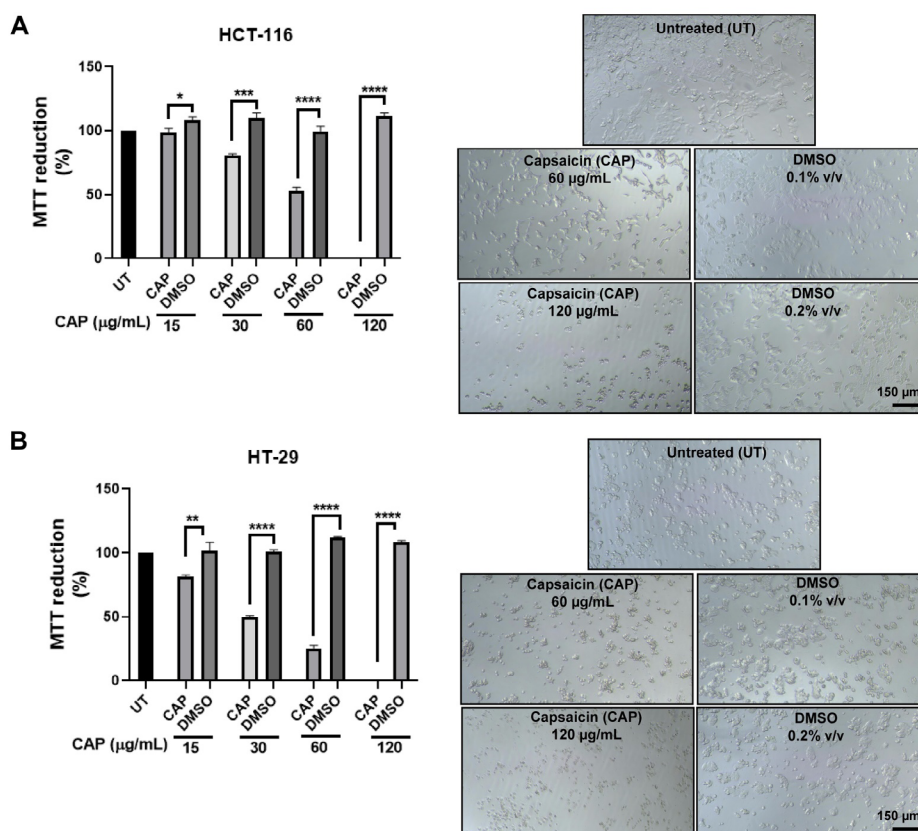 A
HCT-116
MTT reduction
(%)
150
100
50
0
*
***
****
****
UT
CAP
DMSO
CAP
DMSO
CAP
DMSO
CAP
DMSO
CAP (µg/mL)
15
30
60
120
Untreated (UT)
Capsaicin (CAP)
60 µg/mL
DMSO
0.1% v/v
Capsaicin (CAP)
120 µg/mL
DMSO
0.2% v/v
150 µm
B
HT-29
MTT reduction
(%)
150
100
50
0
**
****
****
****
UT
CAP
DMSO
CAP
DMSO
CAP
DMSO
CAP
DMSO
CAP (µg/mL)
15
30
60
120
Untreated (UT)
Capsaicin (CAP)
60 µg/mL
DMSO
0.1% v/v
Capsaicin (CAP)
120 µg/mL
DMSO
0.2% v/v
150 µm